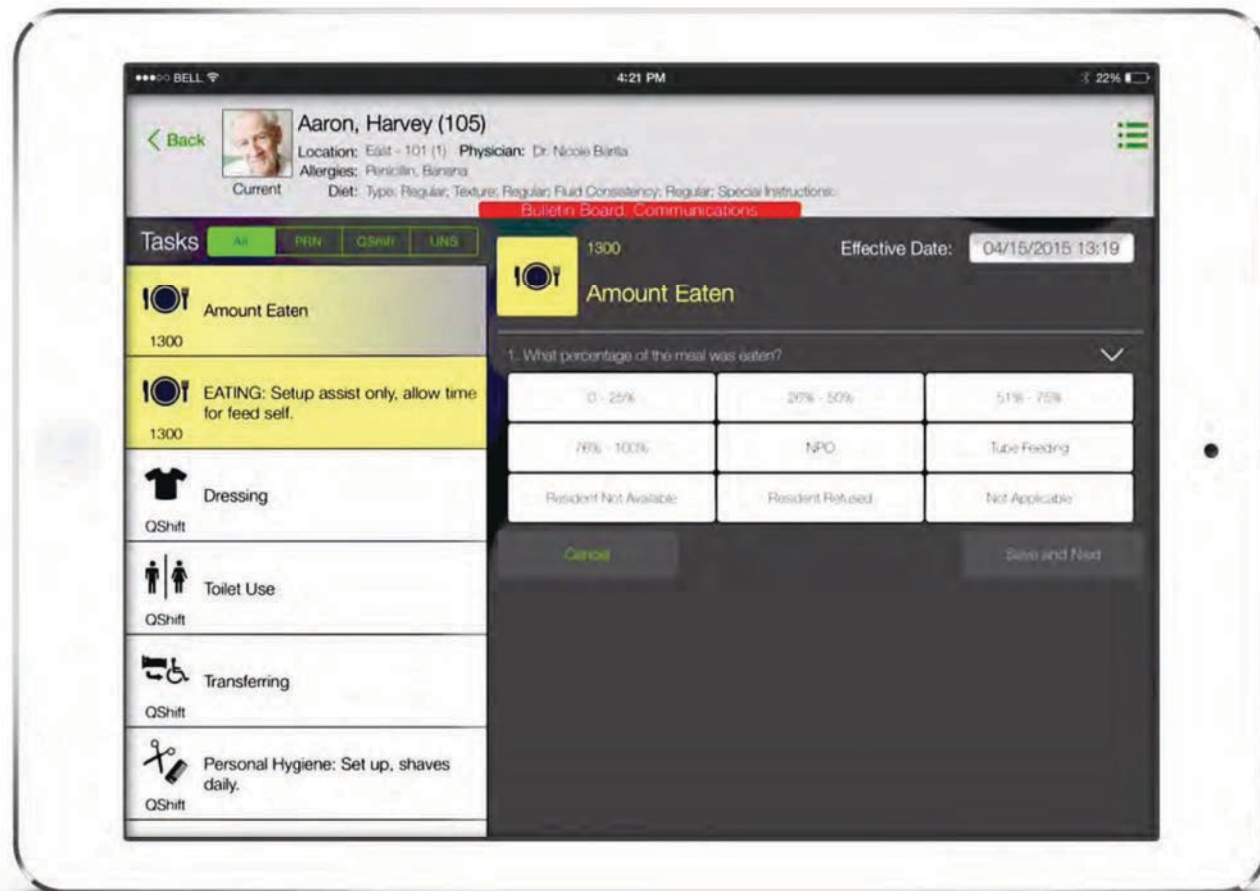 BELL
4:21 PM
22%
Back
Aaron, Harvey (105)
Location: East - 101 (1) Physician: Dr. Nicole Barlla
Allergies: Penicillin, Banana
Current
Diet: Type: Regular; Texture: Regular; Fluid Consistency: Regular; Special Instructions:
Bulletin Board, Communications
Tasks
All
PRN
QShift
UNS
Amount Eaten
1300
EATING: Setup assist only, allow time
for feed self.
1300
Dressing
QShift
Toilet Use
QShift
Transferring
QShift
Personal Hygiene: Set up, shaves
daily.
QShift
1300
Effective Date: 04/15/2015 13:19
Amount Eaten
1. What percentage of the meal was eaten?
0 - 25%
26% - 50%
51% - 75%
76% - 100%
NPO
Tube Feeding
Resident Not Available
Resident Refused
Not Applicable
Cancel
Save and Next